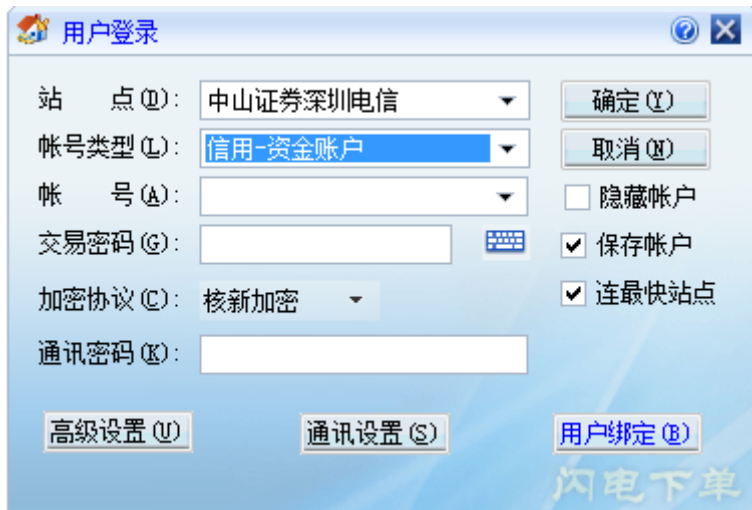 用户登录
站 点(D): 中山证券深圳电信 确定(Y)
帐号类型(L): 信用-资金账户 取消(N)
帐 号(A): 隐藏帐户
交易密码(G): 保存帐户
加密协议(C): 核新加密 连最快站点
通讯密码(K):
高级设置(U) 通讯设置(S) 用户绑定(B)
闪电下单